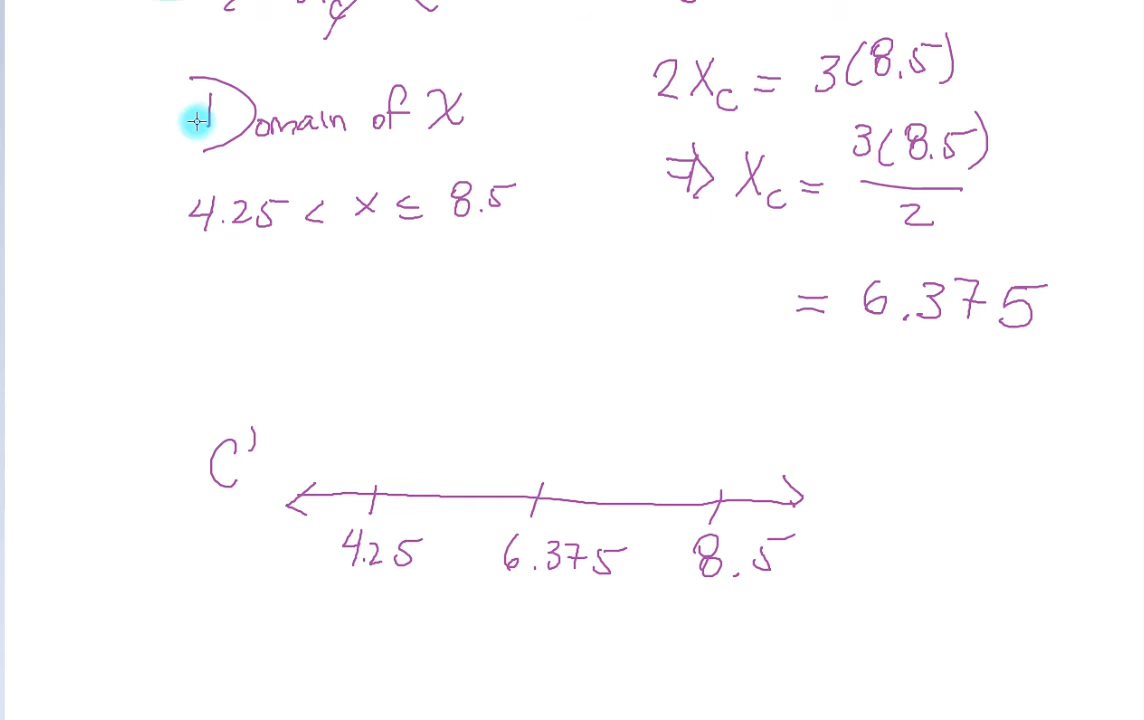 Domain of X
4.25 < x ≤ 8.5
2X_c = 3(8.5)
⇒ X_c = 3(8.5) / 2
= 6.375
C'
4.25 6.375 8.5